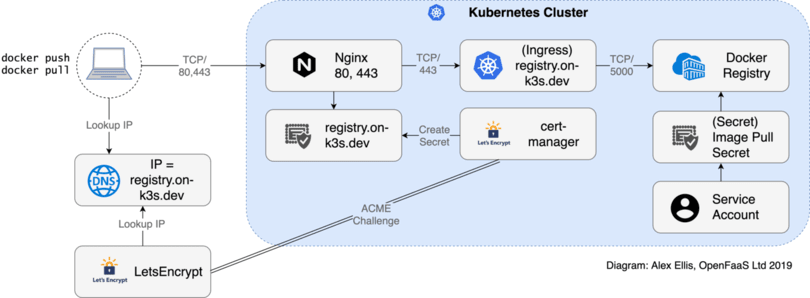 Kubernetes Cluster
docker push
docker pull
TCP/
80,443
Nginx
80, 443
TCP/
443
(Ingress)
registry.on-
k3s.dev
TCP/
5000
Docker
Registry
Lookup IP
registry.on-
k3s.dev
Create
Secret
Let's Encrypt
cert-
manager
(Secret)
Image Pull
Secret
DNS
IP =
registry.on-
k3s.dev
Lookup IP
ACME
Challenge
Service
Account
Let's Encrypt
LetsEncrypt
Diagram: Alex Ellis, OpenFaaS Ltd 2019